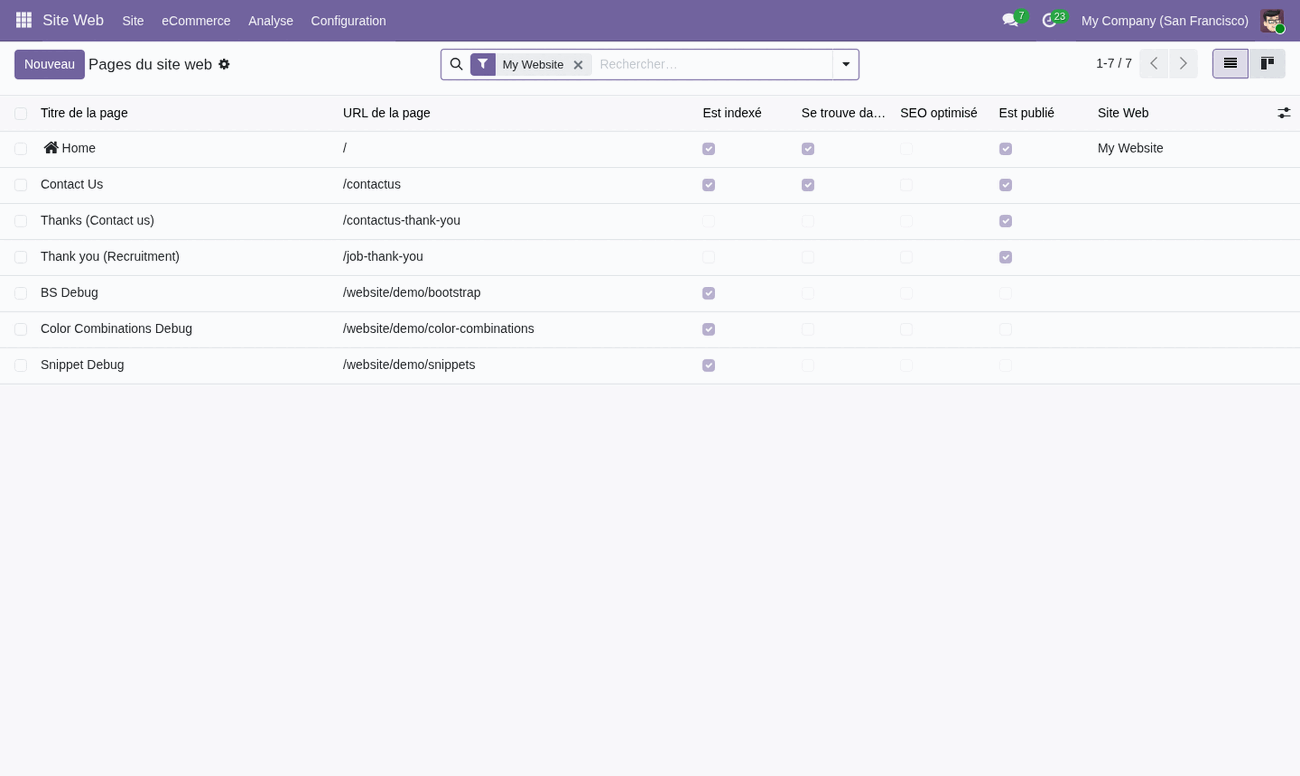 Site Web Site eCommerce Analyse Configuration 7 23 My Company (San Francisco)
Nouveau Pages du site web My Website Rechercher... 1-7 / 7
Titre de la page URL de la page Est indexé Se trouve da... SEO optimisé Est publié Site Web
Home / My Website
Contact Us /contactus
Thanks (Contact us) /contactus-thank-you
Thank you (Recruitment) /job-thank-you
BS Debug /website/demo/bootstrap
Color Combinations Debug /website/demo/color-combinations
Snippet Debug /website/demo/snippets